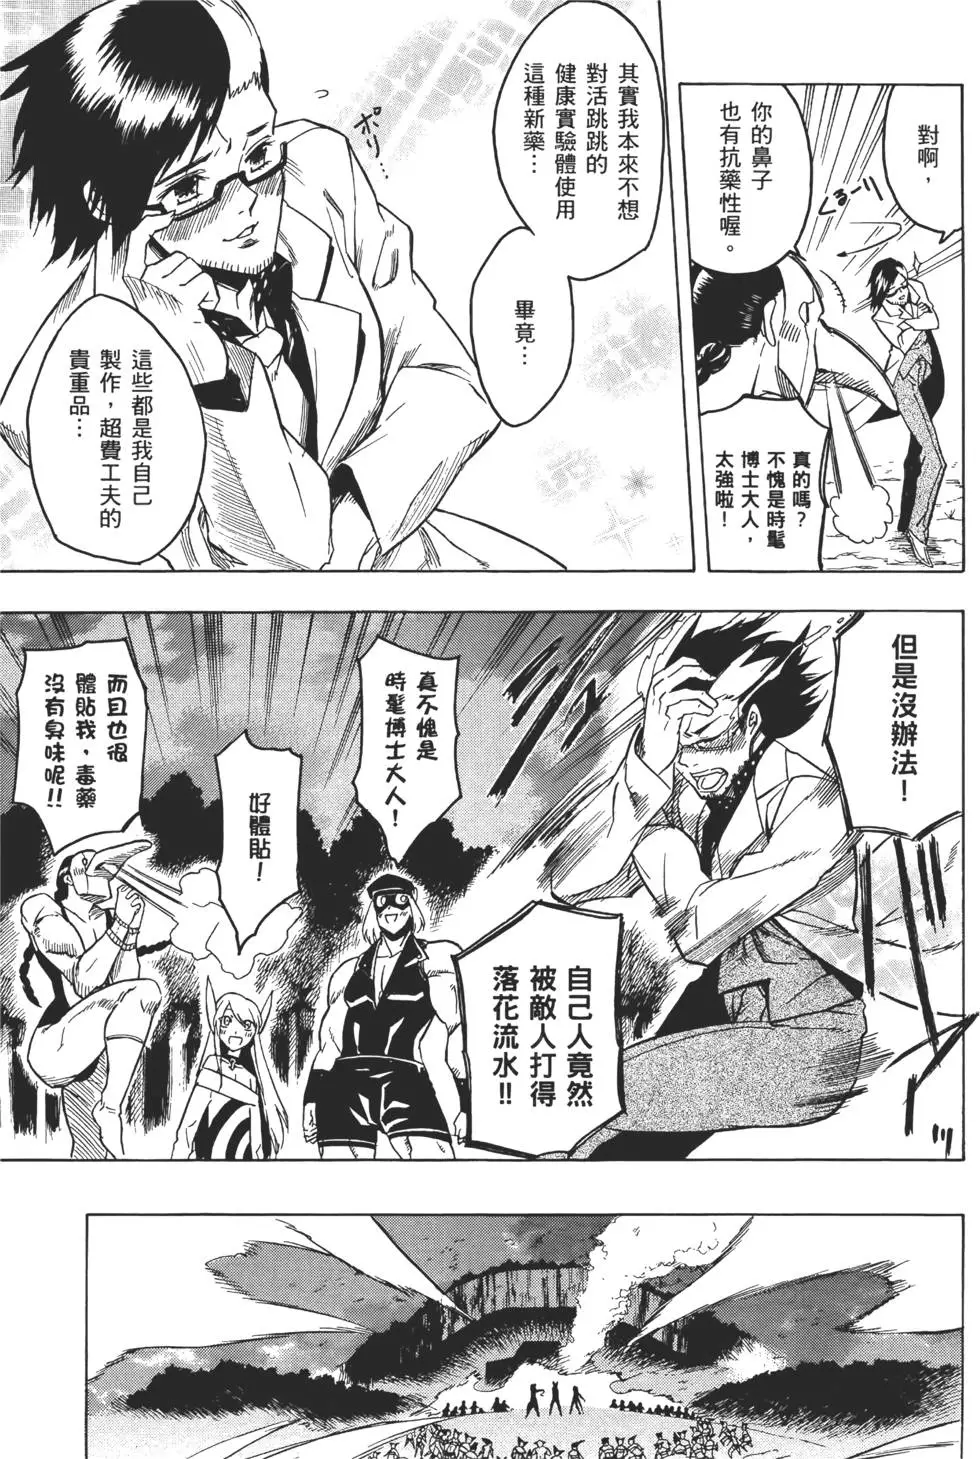 對啊，
你的鼻子
也有抗藥性喔。
くるーり
真的嗎？
不愧是時髦
博士大人，
太強啦！
其實我本來不想
對活跳跳的
健康實驗體使用
這種新藥…
畢竟…
ポリ…
這些都是我自己
製作，超費工夫的
貴重品…
但是沒辦法！
自己人竟然
被敵人打得
落花流水!!
真不愧是
時髦博士大人！
好體貼！
而且也很
體貼我，毒藥
沒有臭味呢!!